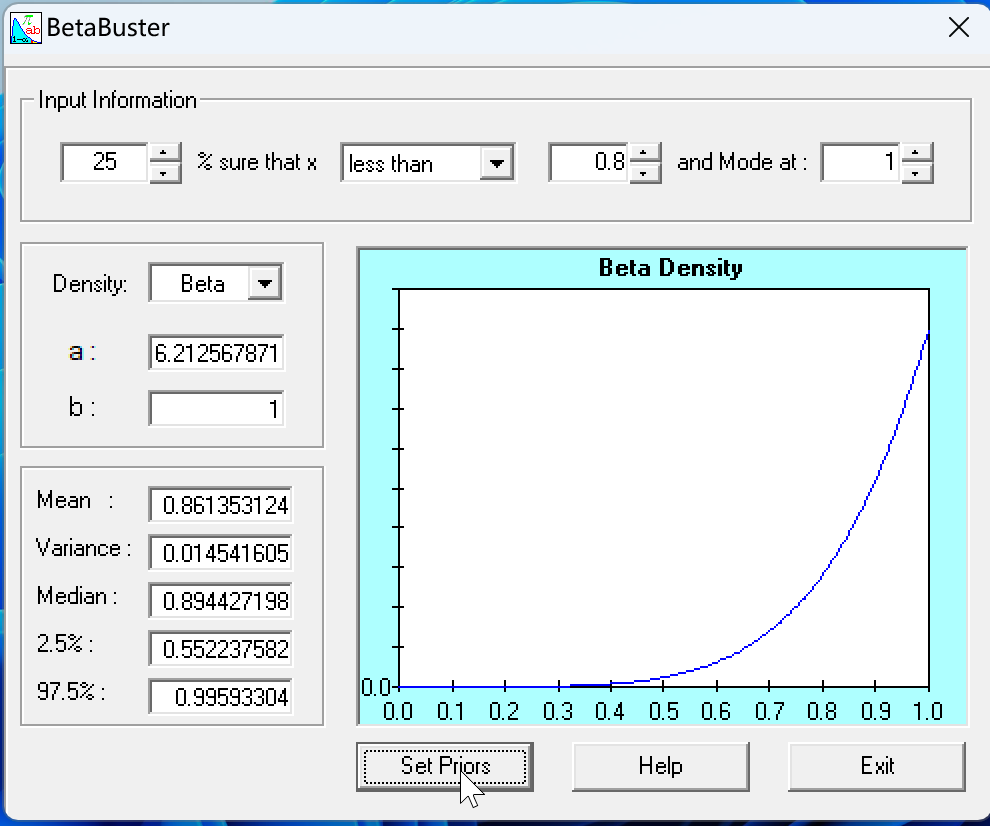 BetaBuster
Input Information
25 % sure that x less than 0.8 and Mode at : 1
Density: Beta
a : 6.212567871
b : 1
Mean : 0.861353124
Variance : 0.014541605
Median : 0.894427198
2.5% : 0.552237582
97.5% : 0.99593304
Beta Density
0.0
0.0 0.1 0.2 0.3 0.4 0.5 0.6 0.7 0.8 0.9 1.0
Set Priors Help Exit